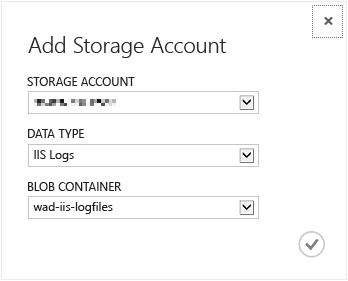 Add Storage Account
STORAGE ACCOUNT
DATA TYPE
IIS Logs
BLOB CONTAINER
wad-iis-logfiles